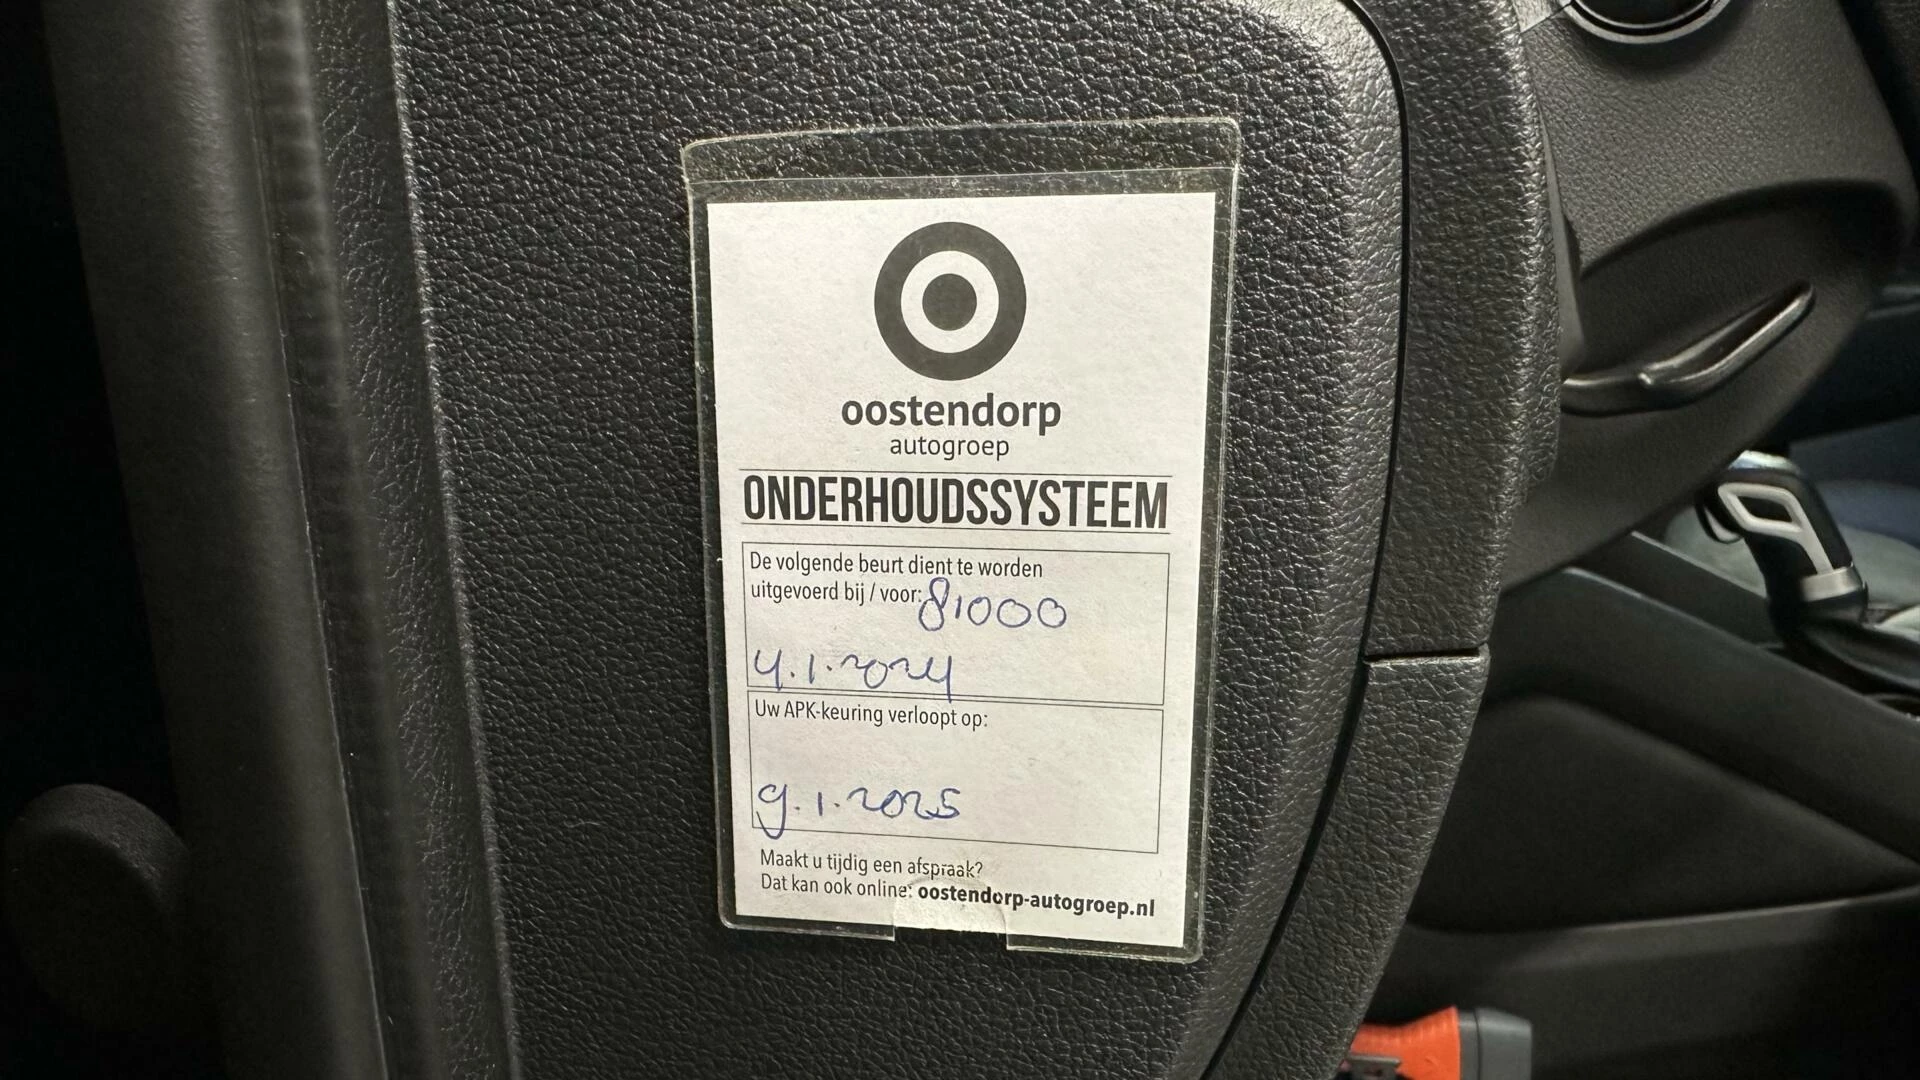 oostendorp
autogroep
ONDERHOUDSSYSTEEM
De volgende beurt dient te worden
uitgevoerd bij / voor: 81000
4.1.2024
Uw APK-keuring verloopt op:
9.1.2025
Maakt u tijdig een afspraak?
Dat kan ook online: oostendorp-autogroep.nl